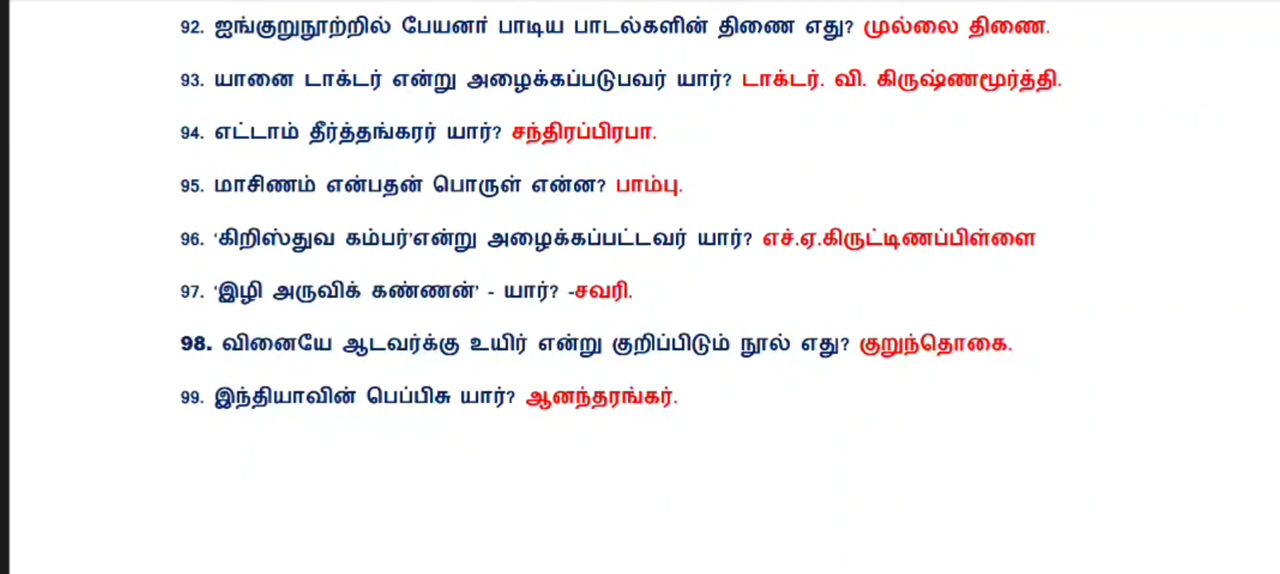 92. ஐங்குறுநூற்றில் பேயனார் பாடிய பாடல்களின் திணை எது? முல்லை திணை.
93. யானை டாக்டர் என்று அழைக்கப்படுபவர் யார்? டாக்டர். வி. கிருஷ்ணமூர்த்தி.
94. எட்டாம் தீர்த்தங்கரர் யார்? சந்திரப்பிரபா.
95. மாசிணம் என்பதன் பொருள் என்ன? பாம்பு.
96. ‘கிறிஸ்துவ கம்பர்’என்று அழைக்கப்பட்டவர் யார்? எச்.ஏ.கிருட்டிணப்பிள்ளை
97. ‘இழி அருவிக் கண்ணன்’ - யார்? -சவரி.
98. வினையே ஆடவர்க்கு உயிர் என்று குறிப்பிடும் நூல் எது? குறுந்தொகை.
99. இந்தியாவின் பெப்பிசு யார்? ஆனந்தரங்கர்.